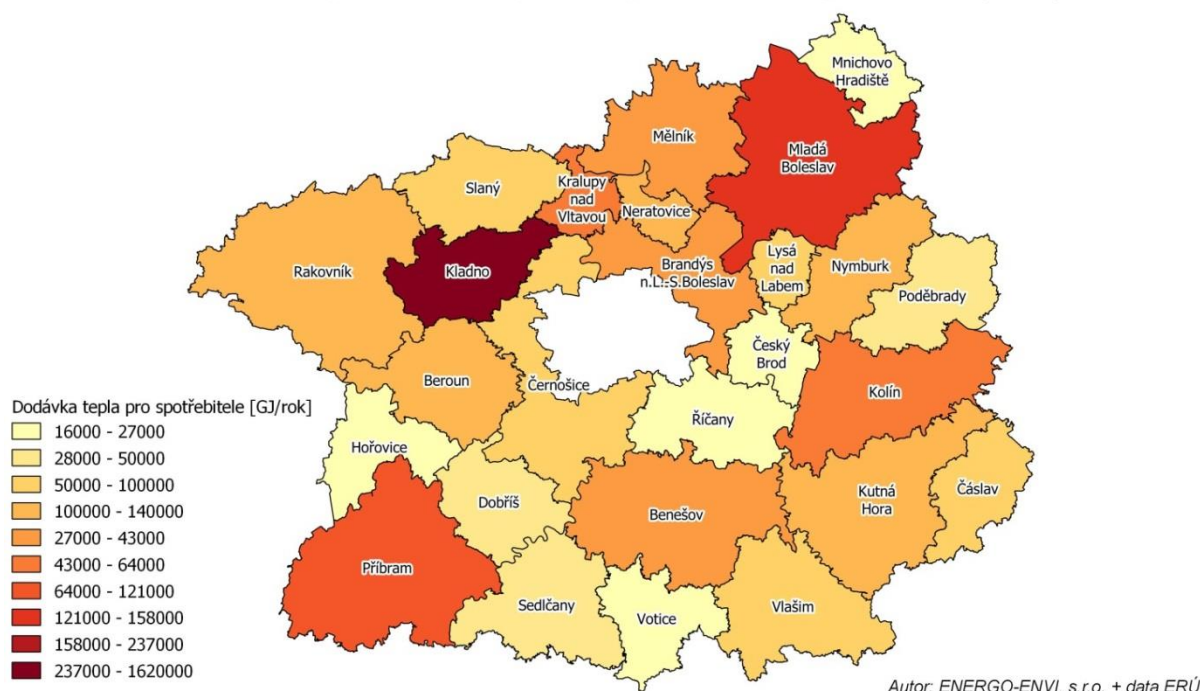 Mnichovo
Hradiště
Mělník
Mladá
Boleslav
Slaný
Kralupy
nad
Vltavou
Neratovice
Rakovník
Kladno
Brandýs
n.L.-S.Boleslav
Lysá
nad
Labem
Nymburk
Poděbrady
Český
Brod
Beroun
Černošice
Kolín
Říčany
Hořovice
Dobříš
Benešov
Kutná
Hora
Čáslav
Příbram
Sedlčany
Votice
Vlašim
Dodávka tepla pro spotřebitele [GJ/rok]
16000 - 27000
28000 - 50000
50000 - 100000
100000 - 140000
27000 - 43000
43000 - 64000
64000 - 121000
121000 - 158000
158000 - 237000
237000 - 1620000
Autor: ENERGO-ENVI, s.r.o. + data ERÚ